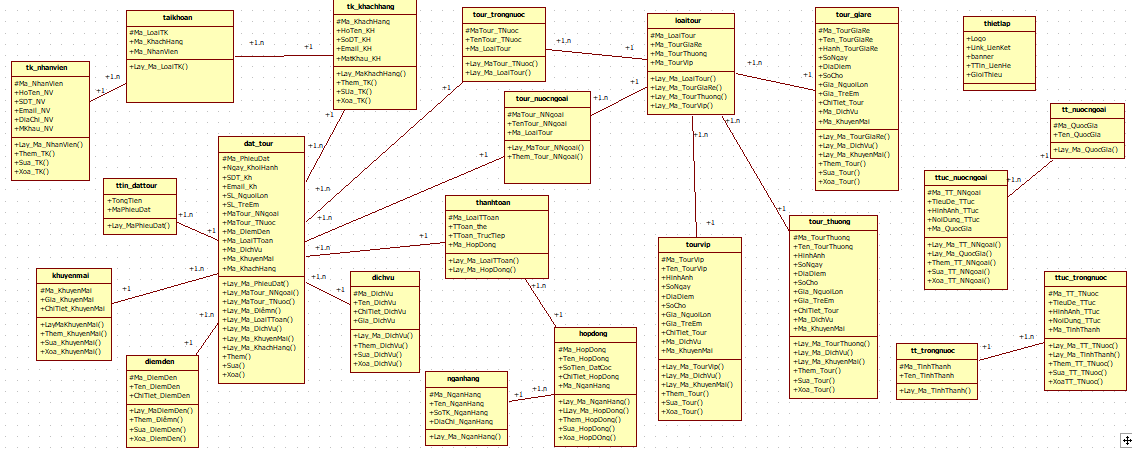 taikhoan
#Ma_LoaiTK
+Ma_KhachHang
+Ma_NhanVien
+Lay_Ma_LoaiTK()
tk_khachhang
#Ma_KhachHang
+HoTen_KH
+SoDT_KH
+Email_KH
+MatKhau_KH
+Lay_MaKhachHang()
+Them_TK()
+SUa_TK()
+Xoa_TK()
tour_trongnuoc
#MaTour_TNuoc
+TenTour_TNuoc
+Ma_LoaiTour
+Lay_MaTour_TNuoc()
+Lay_Ma_LoaiTour()
loaitour
#Ma_LoaiTour
+Ma_TourGiaRe
+Ma_TourThuong
+Ma_TourVip
+Lay_Ma_LoaiTour()
+Lay_Ma_TourGiaRe()
+Lay_Ma_TourThuong()
+Lay_Ma_TourVip()
tour_giare
#Ma_TourGiaRe
+Ten_TourGiaRe
+Hanh_TourGiaRe
+SoNgay
+DiaDiem
+SoCho
+Gia_NguoiLon
+Gia_TreEm
+ChiTiet_Tour
+Ma_DichVu
+Ma_KhuyenMai
+Lay_Ma_TourGiaRe()
+Lay_Ma_DichVu()
+Lay_Ma_KhuyenMai()
+Them_Tour()
+Sua_Tour()
+Xoa_Tour()
thietlap
+Logo
+Link_LienKet
+banner
+TTin_LienHe
+GioiThieu
tk_nhanvien
#Ma_NhanVien
+HoTen_NV
+SDT_NV
+Email_NV
+DiaChi_NV
+MKhau_NV
+Lay_Ma_NhanVien()
+Them_TK()
+Sua_TK()
+Xoa_TK()
tour_nuocngoai
#MaTour_NNgoai
+TenTour_NNgoai
+Ma_LoaiTour
+Lay_MaTour_NNgoai()
+Them_Tour_NNgoai()
tt_nuocngoai
#Ma_QuocGia
+Ten_QuocGia
+Lay_Ma_QuocGia()
dat_tour
#Ma_PhieuDat
+Ngay_KhoiHanh
+SDT_Kh
+Email_Kh
+SL_NguoiLon
+SL_TreEm
+MaTour_NNgoai
+MaTour_TNuoc
+Ma_DiemDen
+Ma_LoaiTToan
+Ma_DichVu
+Ma_KhuyenMai
+Ma_KhachHang
+Lay_Ma_PhieuDat()
+Lay_MaTour_NNgoai()
+Lay_MaTour_TNuoc()
+Lay_Ma_Điểmn()
+Lay_Ma_LoaiTToan()
+Lay_Ma_DichVu()
+Lay_Ma_KhuyenMai()
+Lay_Ma_KhachHang()
+Them()
+Sua()
+Xoa()
ttin_dattour
+TongTien
+MaPhieuDat
+Lay_MaPhieuDat()
thanhtoan
#Ma_LoaiTToan
+TToan_the
+TToan_TrucTiep
+Ma_HopDong
+Lay_Ma_LoaiTToan()
+Lay_Ma_HopDong()
ttuc_nuocngoai
#Ma_TT_NNgoai
+TieuDe_TTuc
+HinhAnh_TTuc
+NoiDung_TTuc
+Ma_QuocGia
+Lay_Ma_TT_NNgoai()
+Lay_Ma_QuocGia()
+Them_TT_NNgoai()
+Sua_TT_NNgoai()
+Xoa_TT_NNgoai()
tour_thuong
#Ma_TourThuong
+Ten_TourThuong
+HinhAnh
+SoNgay
+DiaDiem
+SoCho
+Gia_NguoiLon
+Gia_TreEm
+ChiTiet_Tour
+Ma_DichVu
+Ma_KhuyenMai
+Lay_Ma_TourThuong()
+Lay_Ma_DichVu()
+Lay_Ma_KhuyenMai()
+Them_Tour()
+Sua_Tour()
+Xoa_Tour()
tourvip
#Ma_TourVip
+Ten_TourVip
+HinhAnh
+SoNgay
+DiaDiem
+SoCho
+Gia_NguoiLon
+Gia_TreEm
+ChiTiet_Tour
+Ma_DichVu
+Ma_KhuyenMai
+Lay_Ma_TourVip()
+Lay_Ma_DichVu()
+Lay_Ma_KhuyenMai()
+Them_Tour()
+Sua_Tour()
+Xoa_Tour()
khuyenmai
#Ma_KhuyenMai
+Gia_KhuyenMai
+ChiTiet_KhuyenMai
+LayMaKhuyenMai()
+Them_KhuyenMai()
+Sua_KhuyenMai()
+Xoa_KhuyenMai()
dichvu
#Ma_DichVu
+Ten_DichVu
+ChiTiet_DichVu
+Gia_DichVu
+Lay_Ma_DichVu()
+Them_DichVu()
+Sua_DichVu()
+Xoa_DichVu()
ttuc_trongnuoc
#Ma_TT_TNuoc
+TieuDe_TTuc
+HinhAnh_TTuc
+NoiDung_TTuc
+Ma_TinhThanh
+Lay_Ma_TT_TNuoc()
+Lay_Ma_TinhThanh()
+Them_TT_TNuoc()
+Sua_TT_TNuoc()
+XoaTT_TNuoc()
hopdong
#Ma_HopDong
+Ten_HopDong
+SoTien_DatCoc
+ChiTiet_HopDong
+Ma_NganHang
+Lay_Ma_NganHang()
+LLay_Ma_HopDong()
+Them_HopDong()
+Sua_HopDong()
+Xoa_HopDOng()
tt_trongnuoc
#Ma_TinhThanh
+Ten_TinhThanh
+Lay_Ma_TinhThanh()
diemden
#Ma_DiemDen
+Ten_DiemDen
+ChiTiet_DiemDen
+Lay_MaDiemDen()
+Them_Điêmn()
+Sua_DiemDen()
+Xoa_DiemDen()
nganhang
#Ma_NganHang
+Ten_NganHang
+SoTK_NganHang
+DiaChi_NganHang
+Lay_Ma_NganHang()
+1.n
+1
+1.n
+1
+1.n
+1
+1.n
+1
+1.n
+1
+1
+1.n
+1
+1.n
+1
+1.n
+1
+1.n
+1.n
+1
+1.n
+1
+1.n
+1
+1.n
+1
+1.n
+1
+1.n
+1
+1.n
+1
+1.n
+1
+1.n
+1